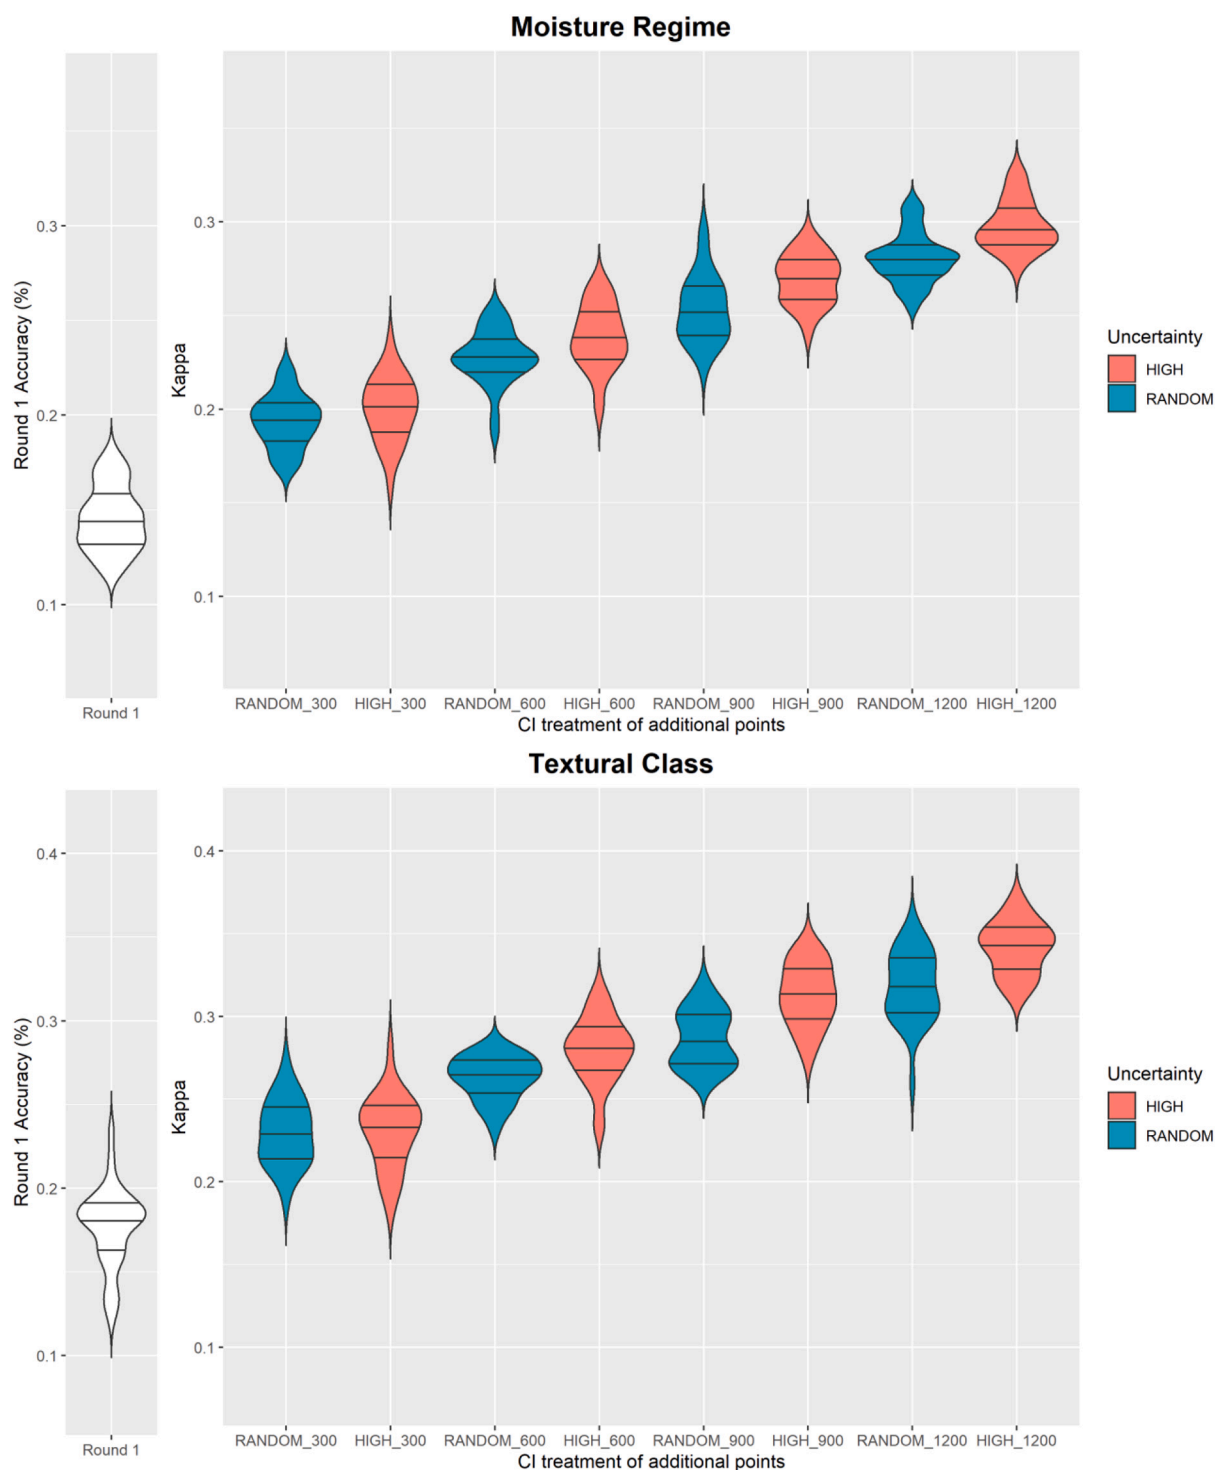 Moisture Regime
Round 1 Accuracy (%)
0.3
0.2
0.1
Round 1
Kappa
0.3
0.2
0.1
RANDOM_300 HIGH_300 RANDOM_600 HIGH_600 RANDOM_900 HIGH_900 RANDOM_1200 HIGH_1200
CI treatment of additional points
Uncertainty
HIGH
RANDOM
Textural Class
Round 1 Accuracy (%)
0.4
0.3
0.2
0.1
Round 1
Kappa
0.4
0.3
0.2
0.1
RANDOM_300 HIGH_300 RANDOM_600 HIGH_600 RANDOM_900 HIGH_900 RANDOM_1200 HIGH_1200
CI treatment of additional points
Uncertainty
HIGH
RANDOM